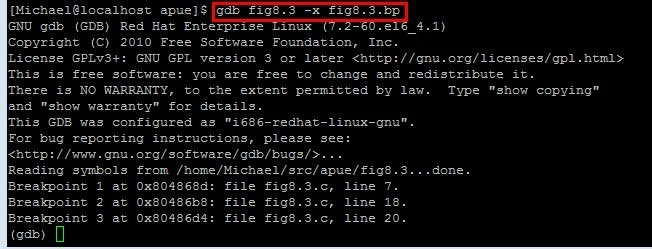 [Michael@localhost apue]$ gdb fig8.3 -x fig8.3.bp
GNU gdb (GDB) Red Hat Enterprise Linux (7.2-60.el6_4.1)
Copyright (C) 2010 Free Software Foundation, Inc.
License GPLv3+: GNU GPL version 3 or later <http://gnu.org/licenses/gpl.html>
This is free software: you are free to change and redistribute it.
There is NO WARRANTY, to the extent permitted by law.  Type "show copying"
and "show warranty" for details.
This GDB was configured as "i686-redhat-linux-gnu".
For bug reporting instructions, please see:
<http://www.gnu.org/software/gdb/bugs/>...
Reading symbols from /home/Michael/src/apue/fig8.3...done.
Breakpoint 1 at 0x804868d: file fig8.3.c, line 7.
Breakpoint 2 at 0x80486b8: file fig8.3.c, line 18.
Breakpoint 3 at 0x80486d4: file fig8.3.c, line 20.
(gdb)